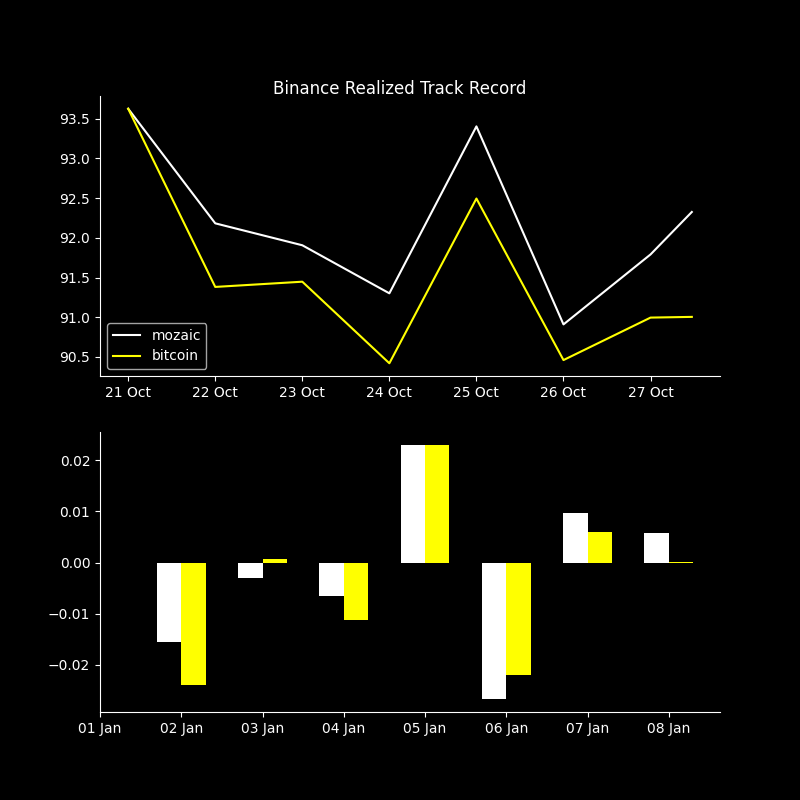 Binance Realized Track Record
93.5
93.0
92.5
92.0
91.5
91.0
90.5
mozaic
bitcoin
21 Oct 22 Oct 23 Oct 24 Oct 25 Oct 26 Oct 27 Oct
0.02
0.01
0.00
−0.01
−0.02
01 Jan 02 Jan 03 Jan 04 Jan 05 Jan 06 Jan 07 Jan 08 Jan